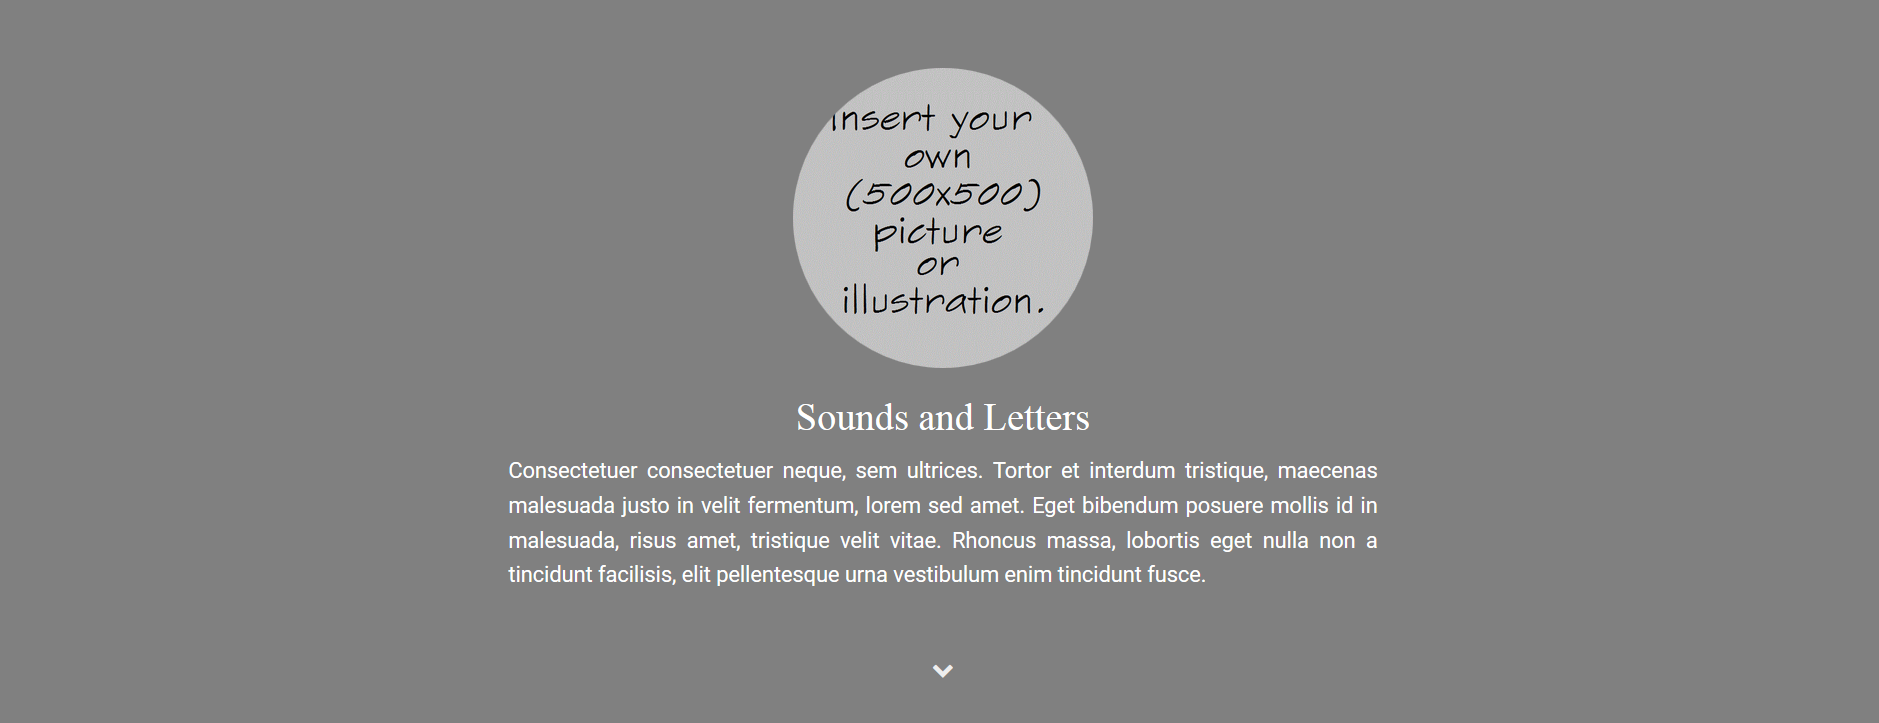 Insert your
own
(500x500)
picture
or
illustration.
Sounds and Letters
Consectetuer consectetuer neque, sem ultrices. Tortor et interdum tristique, maecenas
malesuada justo in velit fermentum, lorem sed amet. Eget bibendum posuere mollis id in
malesuada, risus amet, tristique velit vitae. Rhoncus massa, lobortis eget nulla non a
tincidunt facilisis, elit pellentesque urna vestibulum enim tincidunt fusce.